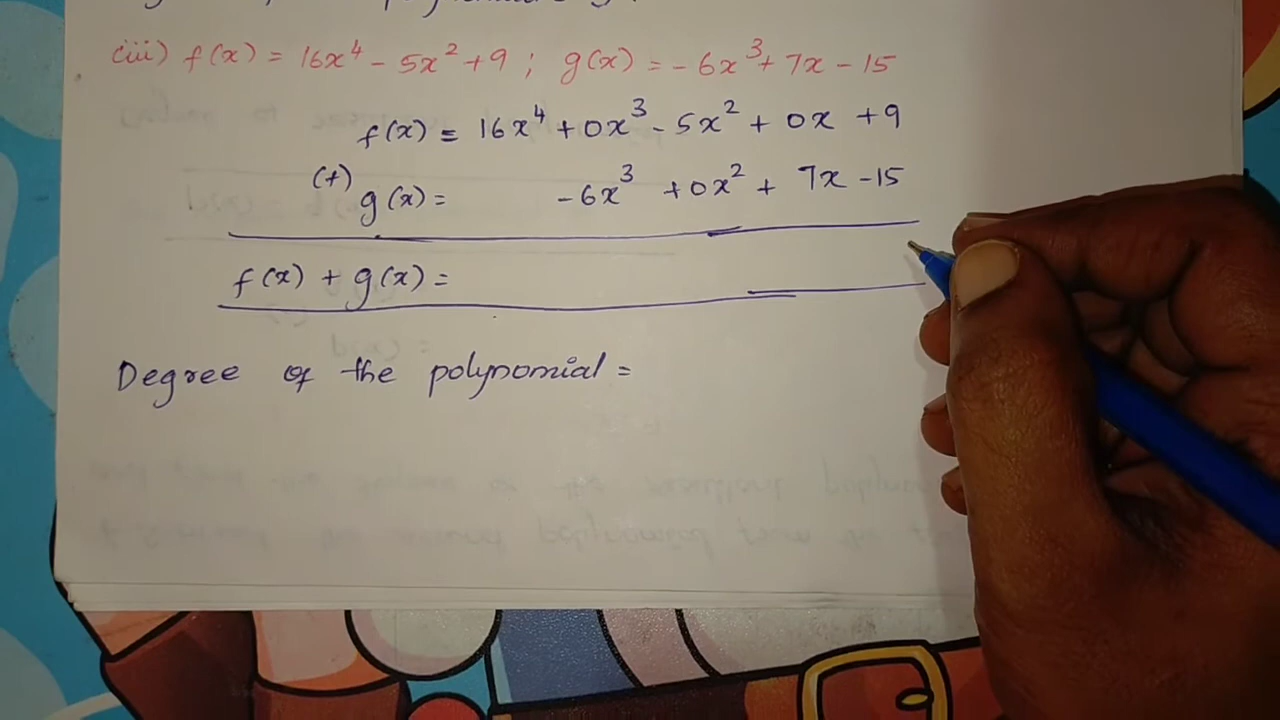 iii) f(x) = 16x⁴ - 5x² + 9 ; g(x) = - 6x³ + 7x - 15
f(x) = 16x⁴ + 0x³ - 5x² + 0x + 9
(+) g(x) = - 6x³ + 0x² + 7x - 15
f(x) + g(x) =
Degree of the polynomial =